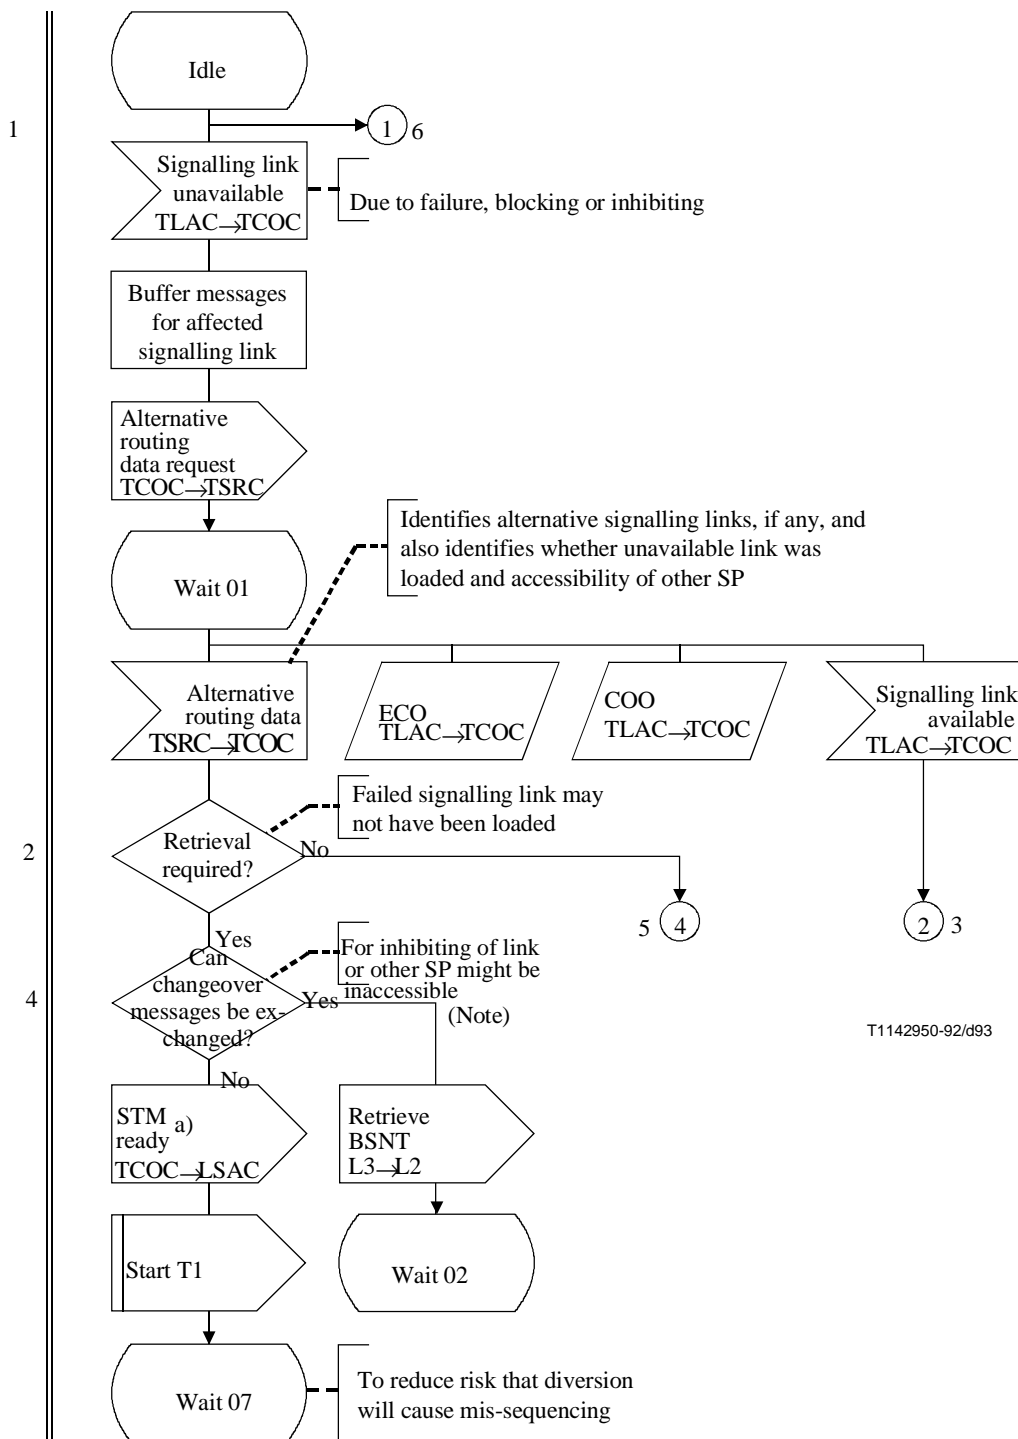 Idle
1
1 6
Signalling link
unavailable
TLAC→TCOC
Due to failure, blocking or inhibiting
Buffer messages
for affected
signalling link
Alternative
routing
data request
TCOC→TSRC
Identifies alternative signalling links, if any, and
also identifies whether unavailable link was
loaded and accessibility of other SP
Wait 01
Alternative
routing data
TSRC→TCOC
ECO
TLAC→TCOC
COO
TLAC→TCOC
Signalling link
available
TLAC→TCOC
Failed signalling link may
not have been loaded
2
Retrieval
required?
No
5 4
2 3
Yes
For inhibiting of link
or other SP might be
inaccessible
4
Can
changeover
messages be ex-
changed?
Yes
(Note)
T1142950-92/d93
No
STM a)
ready
TCOC→LSAC
Retrieve
BSNT
L3→L2
Start T1
Wait 02
Wait 07
To reduce risk that diversion
will cause mis-sequencing